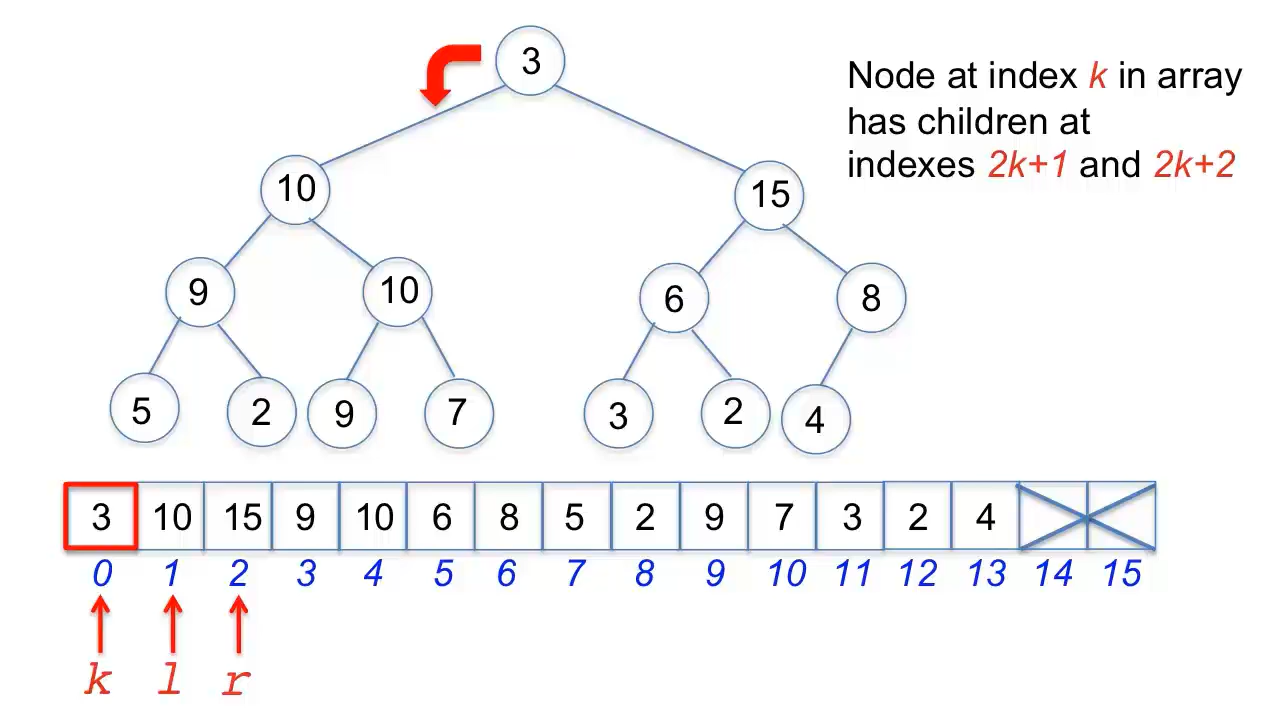 3
Node at index k in array
has children at
indexes 2k+1 and 2k+2
10 15
9 10 6 8
5 2 9 7 3 2 4
3 10 15 9 10 6 8 5 2 9 7 3 2 4
0 1 2 3 4 5 6 7 8 9 10 11 12 13 14 15
k l r